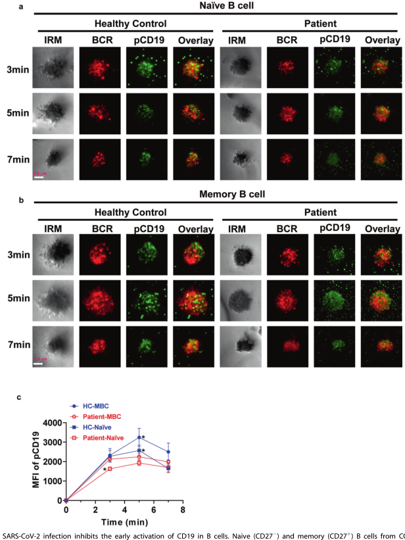 a
Naïve B cell
Healthy Control Patient
IRM BCR pCD19 Overlay IRM BCR pCD19 Overlay
3min
5min
7min
b
Memory B cell
Healthy Control Patient
IRM BCR pCD19 Overlay IRM BCR pCD19 Overlay
3min
5min
7min
c
HC-MBC
Patient-MBC
HC-Naïve
Patient-Naïve
MFI of pCD19
4000
3000
2000
1000
0
0 2 4 6 8
Time (min)
SARS-CoV-2 infection inhibits the early activation of CD19 in B cells. Naive (CD27⁻) and memory (CD27⁺) B cells from CO